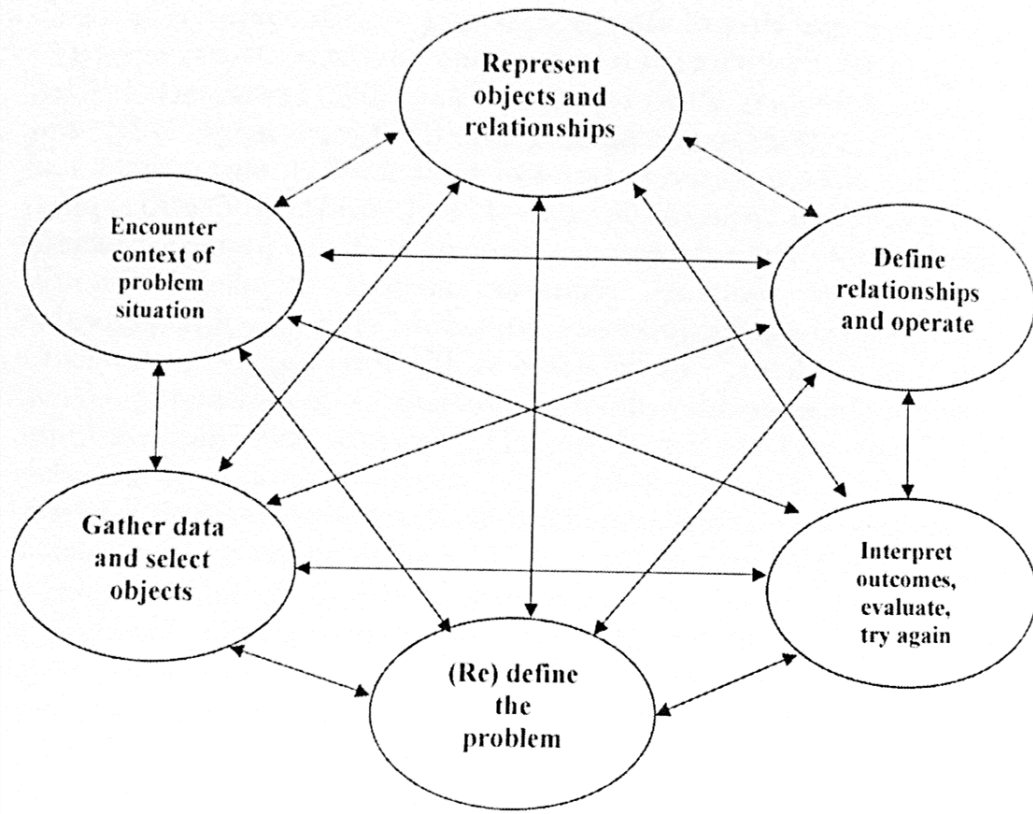 Represent
objects and
relationships
Encounter
context of
problem
situation
Define
relationships
and operate
Gather data
and select
objects
Interpret
outcomes,
evaluate,
try again
(Re) define
the
problem